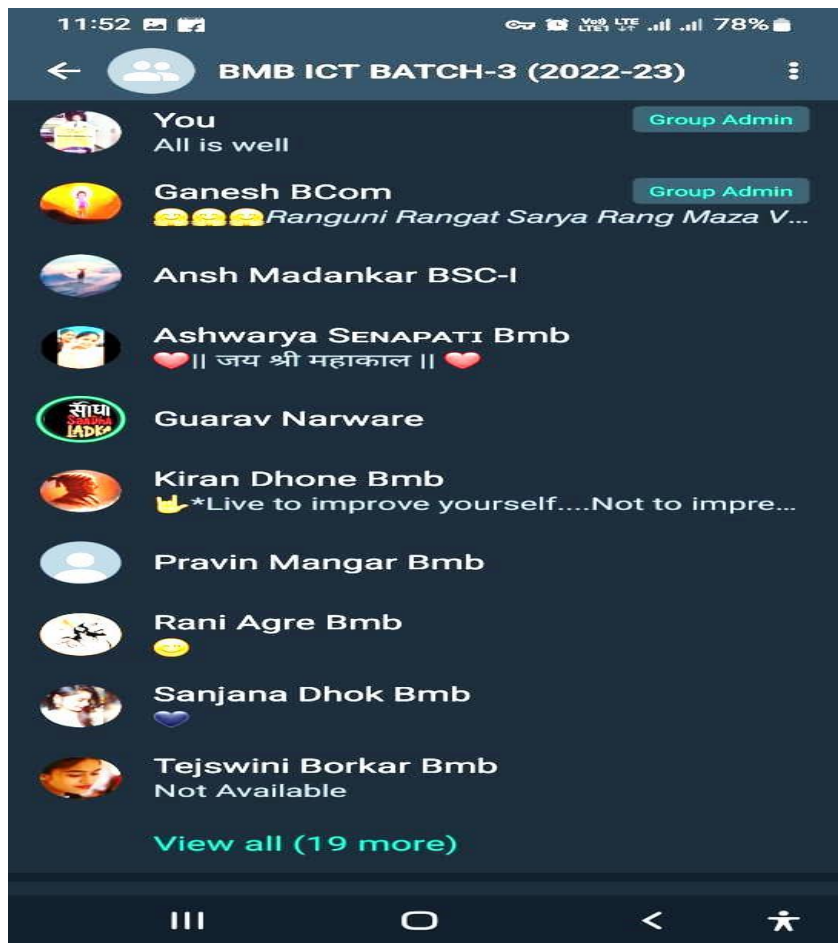 11:52 Vo) LTE LTE1 78%
BMB ICT BATCH-3 (2022-23)
You Group Admin
All is well
Ganesh BCom Group Admin
🤗🤗🤗Ranguni Rangat Sarya Rang Maza V...
Ansh Madankar BSC-I
Ashwarya SENAPATI Bmb
❤️|| जय श्री महाकाल || ❤️
Guarav Narware
Kiran Dhone Bmb
🤟*Live to improve yourself....Not to impre...
Pravin Mangar Bmb
Rani Agre Bmb
😊
Sanjana Dhok Bmb
💙
Tejswini Borkar Bmb
Not Available
View all (19 more)